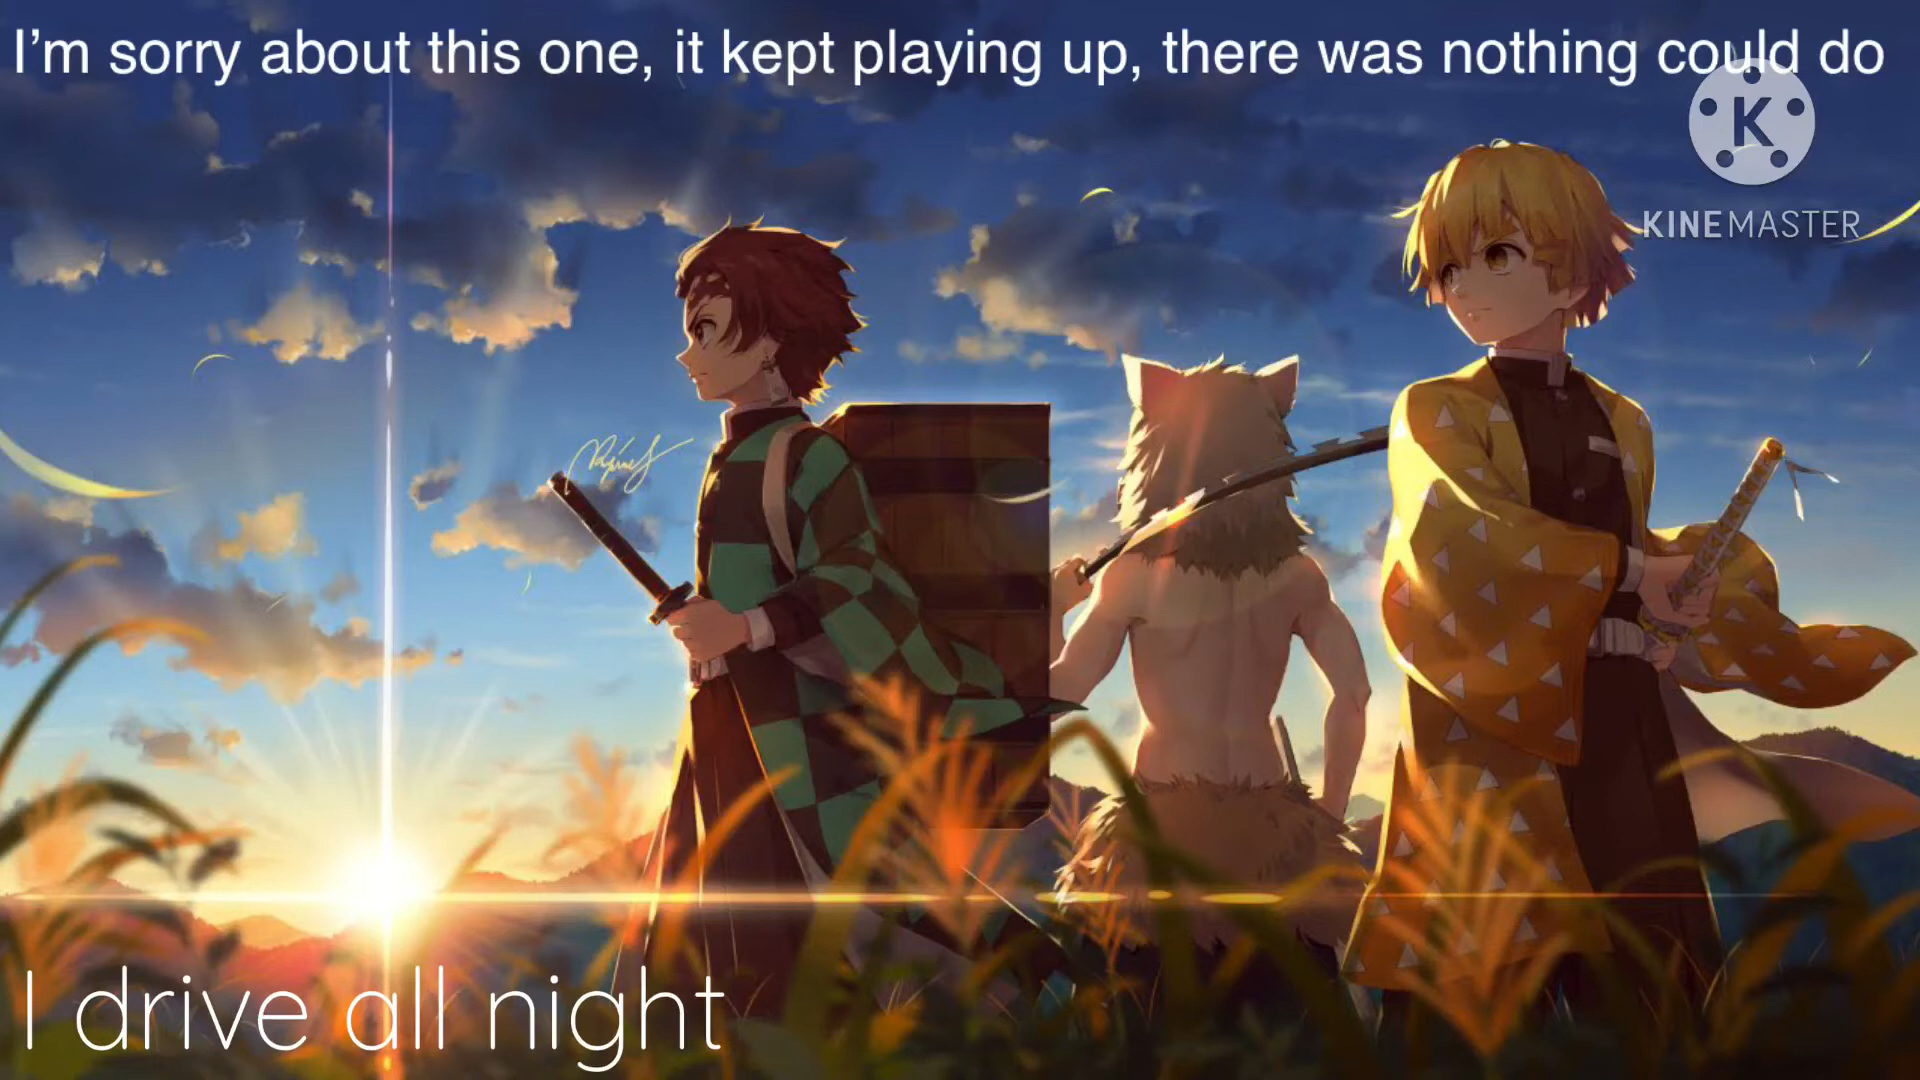 I’m sorry about this one, it kept playing up, there was nothing could do
K
KINEMASTER
I drive all night